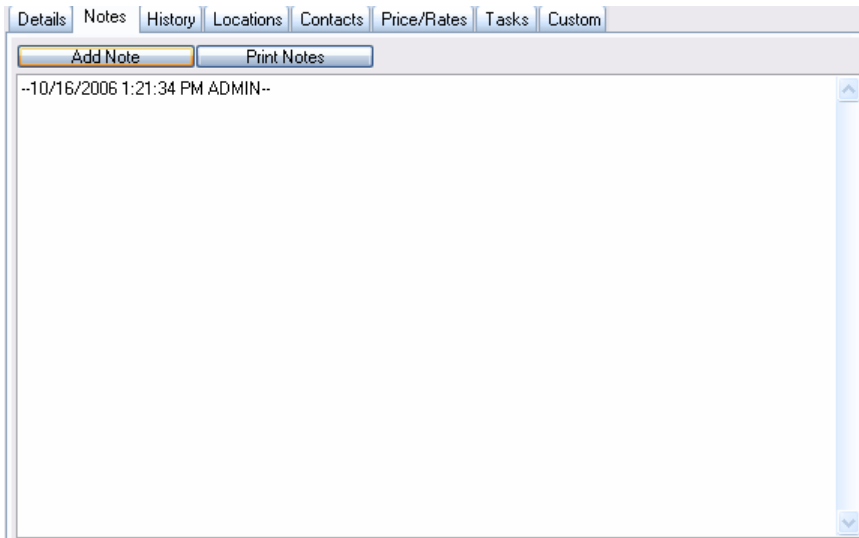 Details Notes History Locations Contacts Price/Rates Tasks Custom
Add Note Print Notes
--10/16/2006 1:21:34 PM ADMIN--